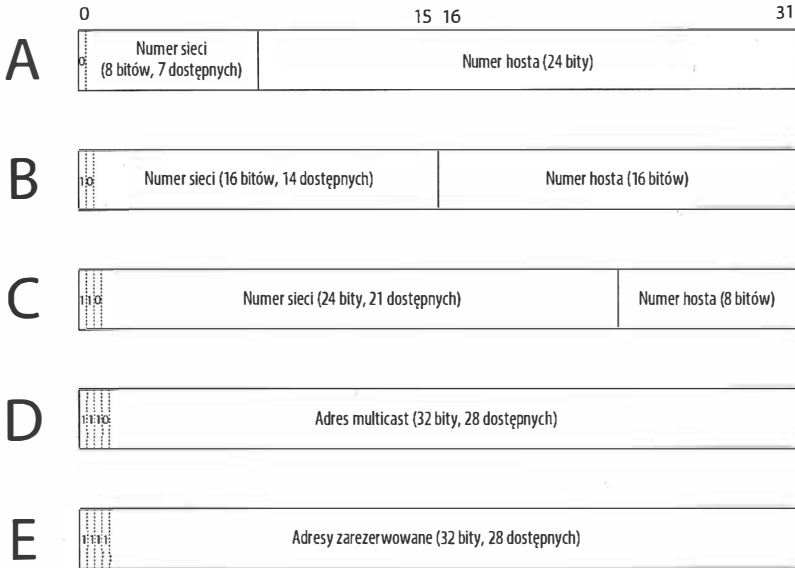 0 15 16 31
A
0
Numer sieci
(8 bitów, 7 dostępnych)
Numer hosta (24 bity)
B
10
Numer sieci (16 bitów, 14 dostępnych)
Numer hosta (16 bitów)
C
110
Numer sieci (24 bity, 21 dostępnych)
Numer hosta (8 bitów)
D
1110
Adres multicast (32 bity, 28 dostępnych)
E
1111
Adresy zarezerwowane (32 bity, 28 dostępnych)